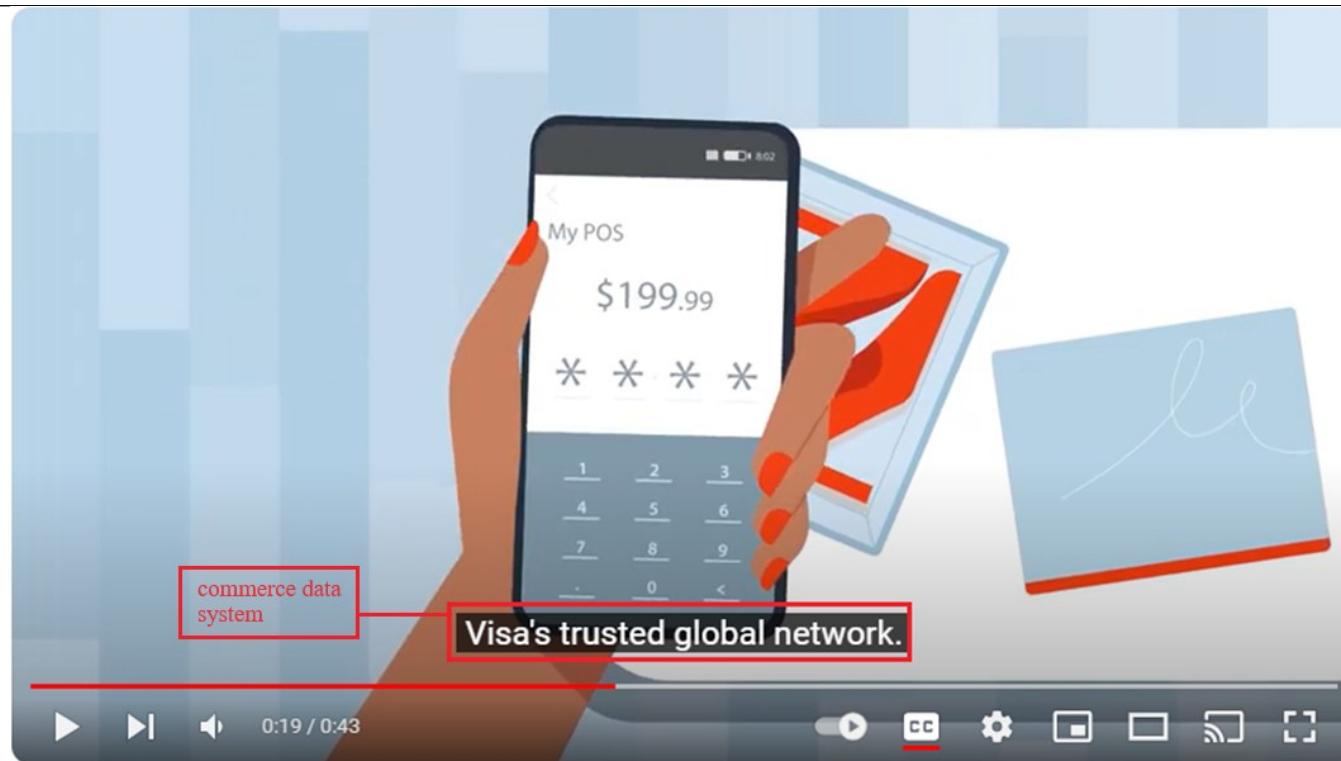 8:02
My POS
$199.99
* * * *
1 2 3
4 5 6
7 8 9
. 0 <
commerce data
system
Visa's trusted global network.
0:19 / 0:43
CC